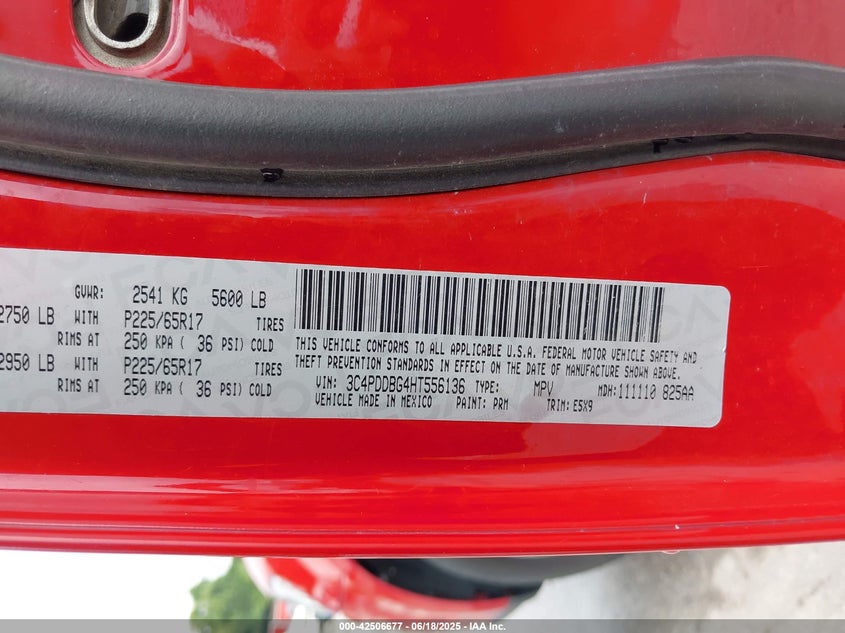 GVWR: 2541 KG 5600 LB
2750 LB WITH P225/65R17 TIRES
RIMS AT 250 KPA ( 36 PSI) COLD
2950 LB WITH P225/65R17 TIRES
RIMS AT 250 KPA ( 36 PSI) COLD
THIS VEHICLE CONFORMS TO ALL APPLICABLE U.S.A. FEDERAL MOTOR VEHICLE SAFETY AND
THEFT PREVENTION STANDARDS IN EFFECT ON THE DATE OF MANUFACTURE SHOWN ABOVE.
VIN: 3C4PDDBG4HT556136 TYPE: MPV MDH: 111110 825AA
VEHICLE MADE IN MEXICO PAINT: PRM TRIM: E5X9
000-42506677 - 06/18/2025 - IAA Inc.